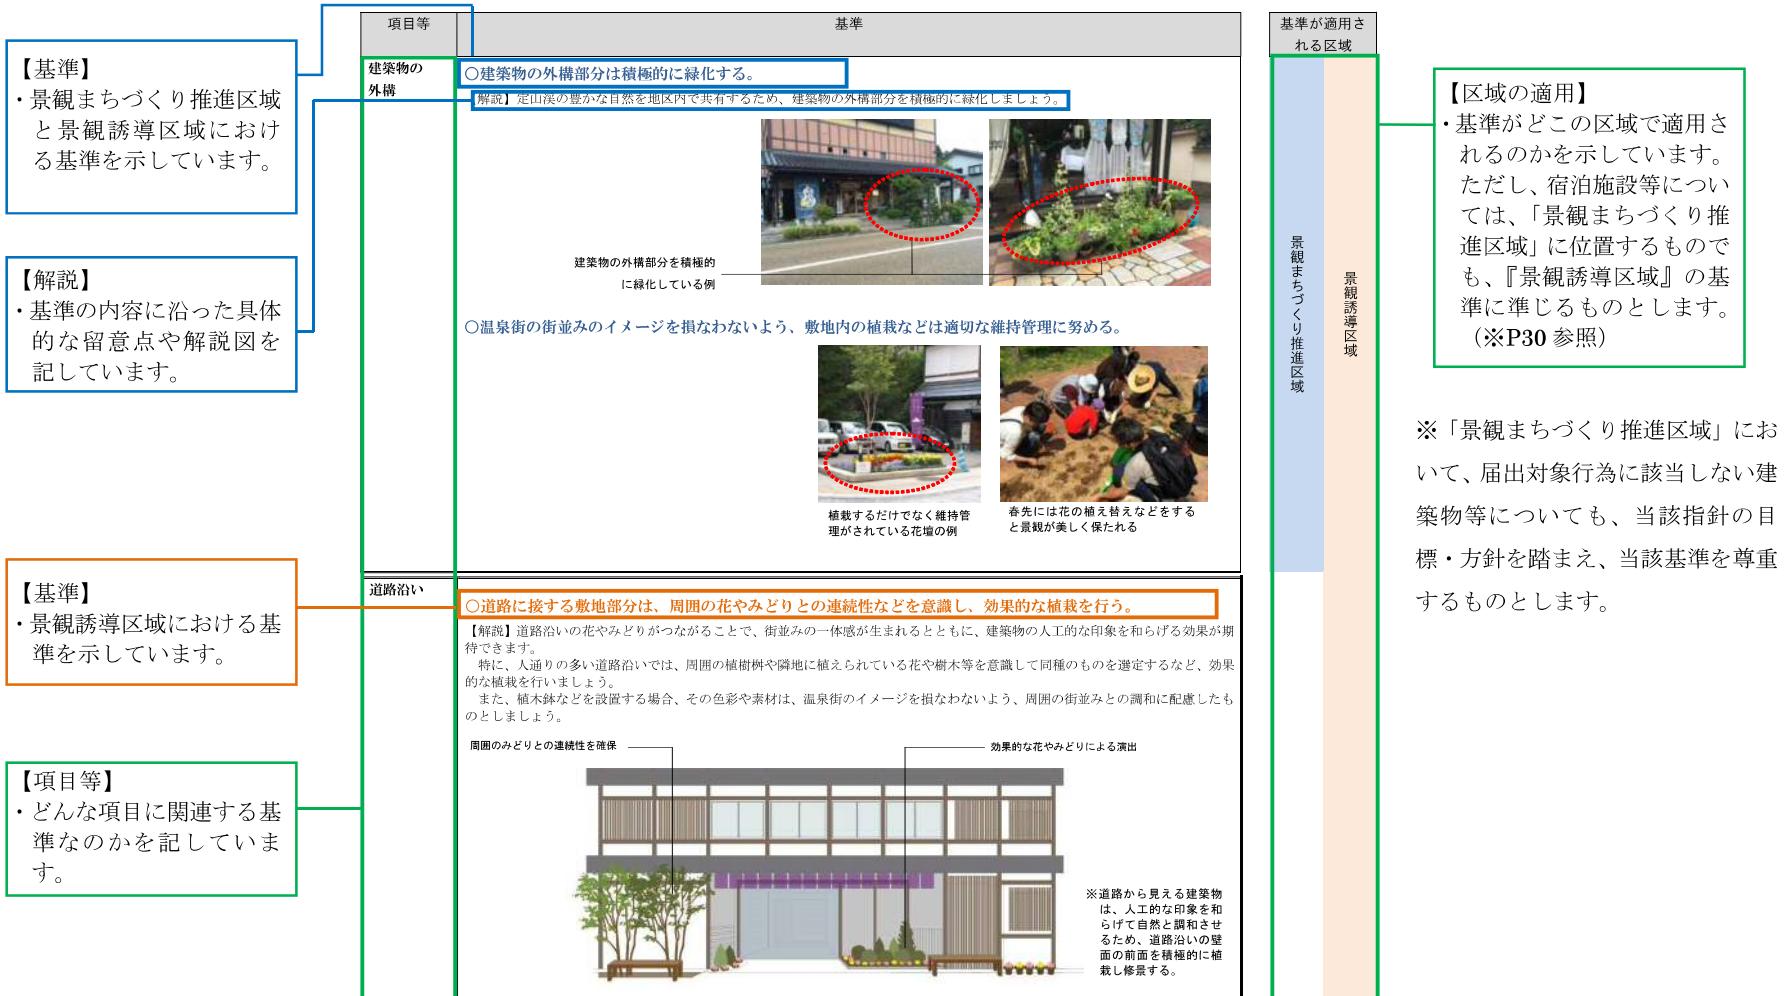 項目等
基準
基準が適用さ
れる区域
【基準】
・景観まちづくり推進区域
と景観誘導区域におけ
る基準を示しています。
【解説】
・基準の内容に沿った具体
的な留意点や解説図を
記しています。
【基準】
・景観誘導区域における基
準を示しています。
【項目等】
・どんな項目に関連する基
準なのかを記していま
す。
建築物の
外構
○建築物の外構部分は積極的に緑化する。
【解説】定山渓の豊かな自然を地区内で共有するため、建築物の外構部分を積極的に緑化しましょう。
建築物の外構部分を積極的
に緑化している例
○温泉街の街並みのイメージを損なわないよう、敷地内の植栽などは適切な維持管理に努める。
植栽するだけでなく維持管
理がされている花壇の例
春先には花の植え替えなどをする
と景観が美しく保たれる
道路沿い
○道路に接する敷地部分は、周囲の花やみどりとの連続性などを意識し、効果的な植栽を行う。
【解説】道路沿いの花やみどりがつながることで、街並みの一体感が生まれるとともに、建築物の人工的な印象を和らげる効果が期
待できます。
特に、人通りの多い道路沿いでは、周囲の植樹桝や隣地に植えられている花や樹木等を意識して同種のものを選定するなど、効果
的な植栽を行いましょう。
また、植木鉢などを設置する場合、その色彩や素材は、温泉街のイメージを損なわないよう、周囲の街並みとの調和に配慮したも
のとしましょう。
周囲のみどりとの連続性を確保
効果的な花やみどりによる演出
※道路から見える建築物
は、人工的な印象を和
らげて自然と調和させ
るため、道路沿いの壁
面の前面を積極的に植
栽し修景する。
景観まちづくり推進区域
景観誘導区域
【区域の適用】
・基準がどこの区域で適用さ
れるのかを示しています。
ただし、宿泊施設等につい
ては、「景観まちづくり推
進区域」に位置するもので
も、『景観誘導区域』の基
準に準じるものとします。
（※P30 参照）
※「景観まちづくり推進区域」にお
いて、届出対象行為に該当しない建
築物等についても、当該指針の目
標・方針を踏まえ、当該基準を尊重
するものとします。